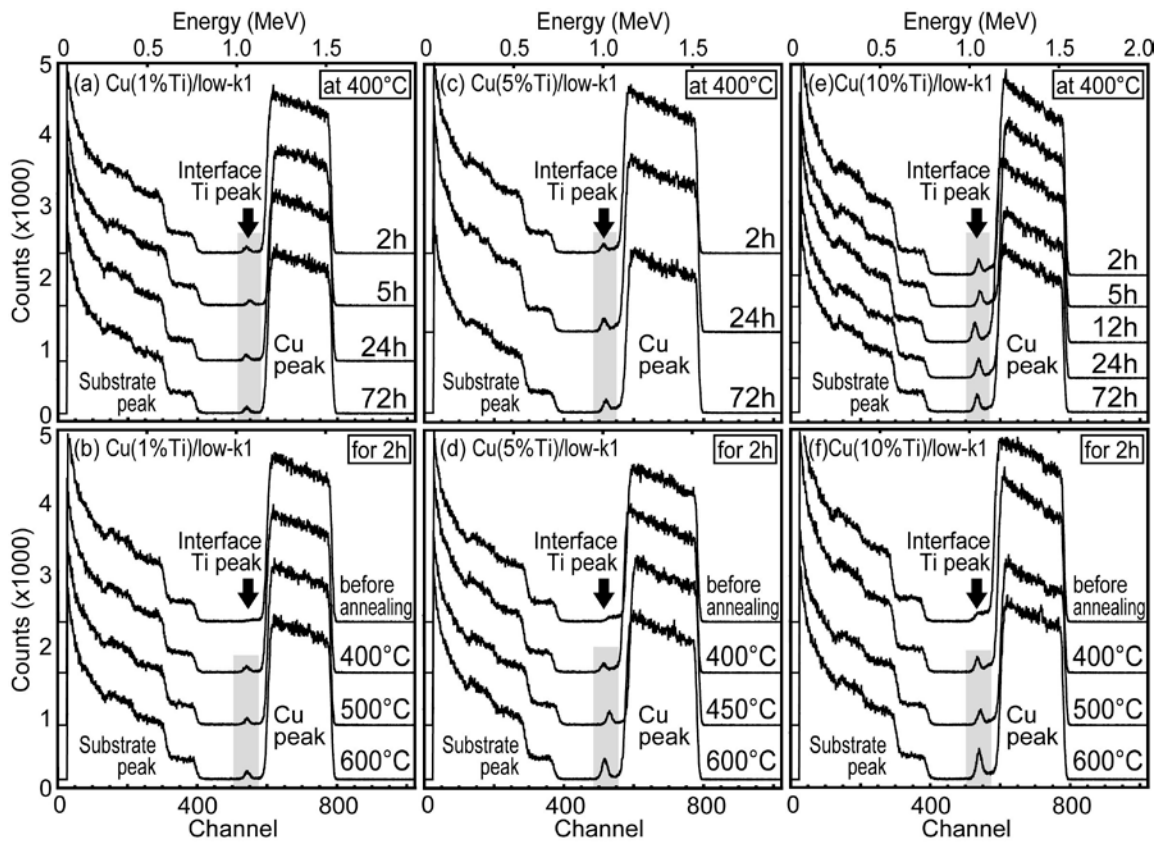 Energy (MeV) Energy (MeV) Energy (MeV)
0 0.5 1.0 1.5 0 0.5 1.0 1.5 0 0.5 1.0 1.5 2.0
Counts (x1000)
5
4
3
2
1
0
(a) Cu(1%Ti)/low-k1
at 400°C
Interface
Ti peak
2h
5h
24h
72h
Cu
peak
Substrate
peak
(c) Cu(5%Ti)/low-k1
at 400°C
Interface
Ti peak
2h
24h
72h
Cu
peak
Substrate
peak
(e)Cu(10%Ti)/low-k1
at 400°C
Interface
Ti peak
2h
5h
12h
24h
72h
Cu
peak
Substrate
peak
Counts (x1000)
5
4
3
2
1
0
(b) Cu(1%Ti)/low-k1
for 2h
Interface
Ti peak
before
annealing
400°C
500°C
600°C
Cu
peak
Substrate
peak
(d) Cu(5%Ti)/low-k1
for 2h
Interface
Ti peak
before
annealing
400°C
450°C
600°C
Cu
peak
Substrate
peak
(f)Cu(10%Ti)/low-k1
for 2h
Interface
Ti peak
before
annealing
400°C
500°C
600°C
Cu
peak
Substrate
peak
0 400 800 0 400 800 0 400 800
Channel Channel Channel